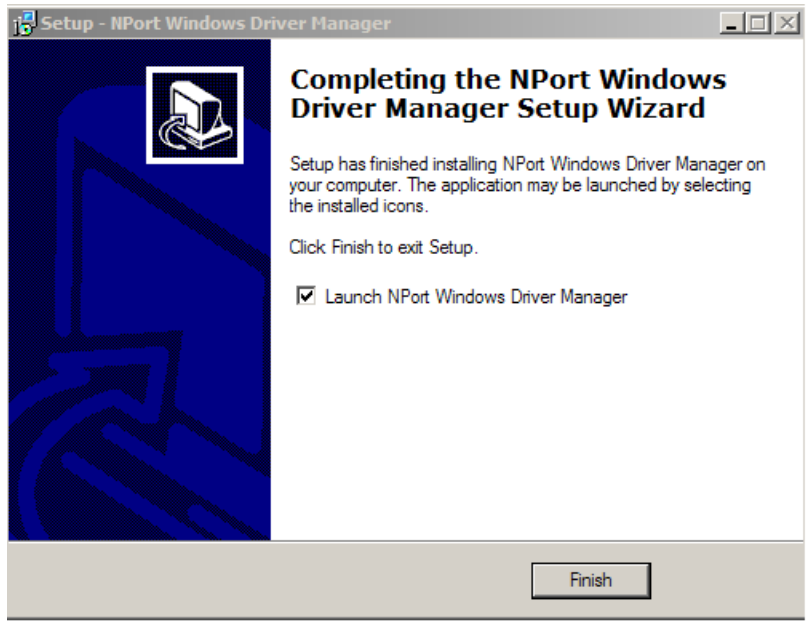 Setup - NPort Windows Driver Manager
Completing the NPort Windows
Driver Manager Setup Wizard
Setup has finished installing NPort Windows Driver Manager on
your computer. The application may be launched by selecting
the installed icons.
Click Finish to exit Setup.
Launch NPort Windows Driver Manager
Finish